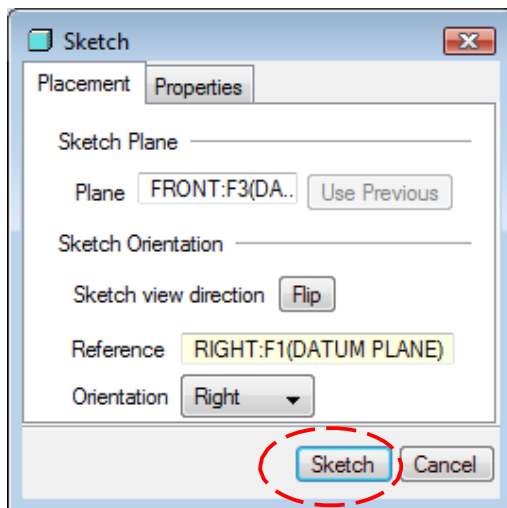 Sketch
Placement Properties
Sketch Plane
Plane FRONT:F3(DA.. Use Previous
Sketch Orientation
Sketch view direction Flip
Reference RIGHT:F1(DATUM PLANE)
Orientation Right
Sketch Cancel